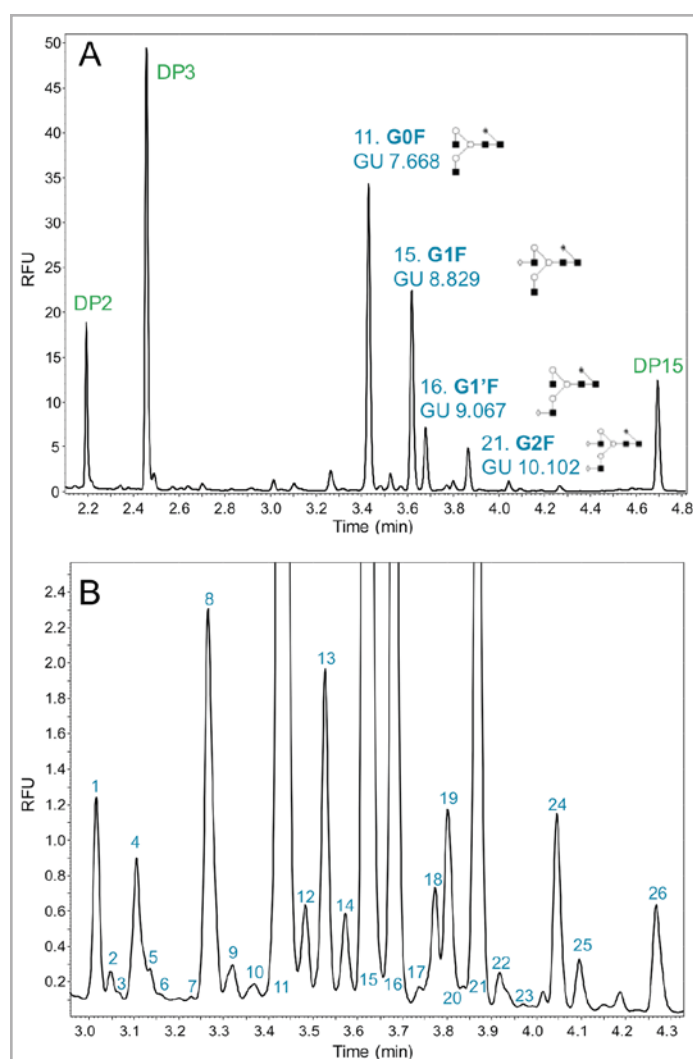 A
50
45
40
35
30
25
20
15
10
5
0
RFU
DP2
DP3
11. G0F
GU 7.668
15. G1F
GU 8.829
16. G1'F
GU 9.067
21. G2F
GU 10.102
DP15
2.2 2.4 2.6 2.8 3.0 3.2 3.4 3.6 3.8 4.0 4.2 4.4 4.6 4.8
Time (min)
B
2.4
2.2
2.0
1.8
1.6
1.4
1.2
1.0
0.8
0.6
0.4
0.2
RFU
1
2
3
4
5
6
7
8
9
10
11
12
13
14
15
16
17
18
19
20
21
22
23
24
25
26
3.0 3.1 3.2 3.3 3.4 3.5 3.6 3.7 3.8 3.9 4.0 4.1 4.2 4.3
Time (min)